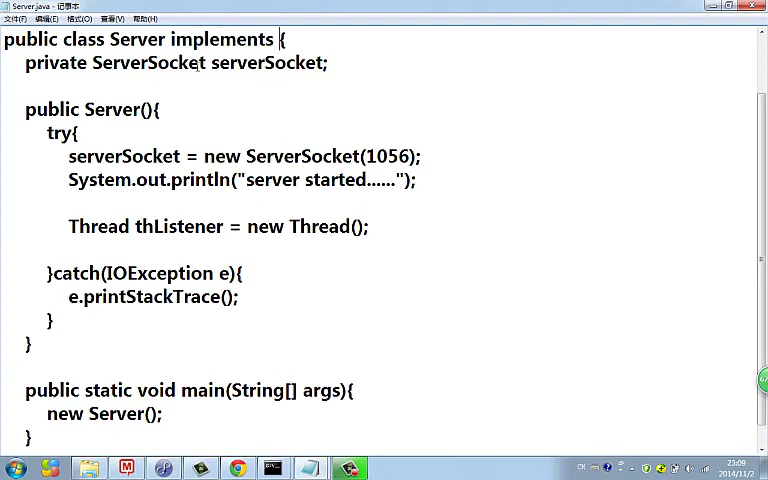 Server.java - 记事本
文件(F) 编辑(E) 格式(O) 查看(V) 帮助(H)
public class Server implements {
private ServerSocket serverSocket;
public Server(){
try{
serverSocket = new ServerSocket(1056);
System.out.println("server started......");
Thread thListener = new Thread();
}catch(IOException e){
e.printStackTrace();
}
}
public static void main(String[] args){
new Server();
}
CH
23:09
2014/11/2